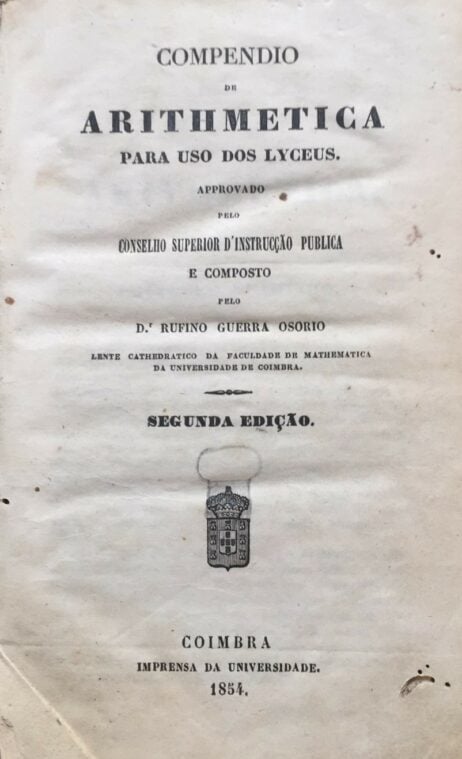 COMPENDIO
DE
ARITHMETICA
PARA USO DOS LYCEUS.
APPROVADO
PELO
CONSELHO SUPERIOR D'INSTRUCÇÃO PUBLICA
E COMPOSTO
PELO
D.r RUFINO GUERRA OSORIO
LENTE CATHEDRATICO DA FACULDADE DE MATHEMATICA
DA UNIVERSIDADE DE COIMBRA.
SEGUNDA EDIÇÃO.
COIMBRA
IMPRENSA DA UNIVERSIDADE.
1854.